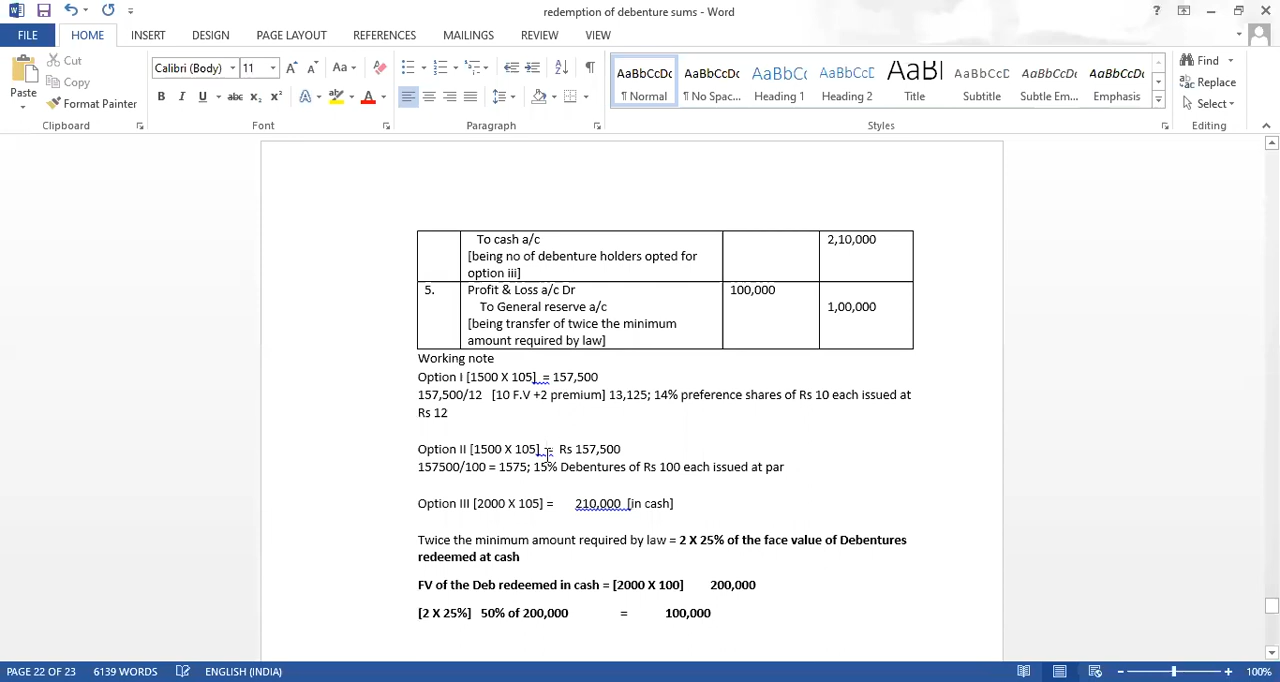 redemption of debenture sums - Word
FILE HOME INSERT DESIGN PAGE LAYOUT REFERENCES MAILINGS REVIEW VIEW
Paste
Cut
Copy
Format Painter
Clipboard
Calibri (Body) 11
Font
Paragraph
AaBbCcDc AaBbCcDc AaBbCc AaBbCcC AaBl AaBbCcC AaBbCcDc AaBbCcDc
¶ Normal ¶ No Spac... Heading 1 Heading 2 Title Subtitle Subtle Em... Emphasis
Styles
Find
Replace
Select
Editing
To cash a/c 2,10,000
[being no of debenture holders opted for
option iii]
5. Profit & Loss a/c Dr 100,000
To General reserve a/c 1,00,000
[being transfer of twice the minimum
amount required by law]
Working note
Option I [1500 X 105] = 157,500
157,500/12 [10 F.V +2 premium] 13,125; 14% preference shares of Rs 10 each issued at
Rs 12
Option II [1500 X 105] = Rs 157,500
157500/100 = 1575; 15% Debentures of Rs 100 each issued at par
Option III [2000 X 105] = 210,000 [in cash]
Twice the minimum amount required by law = 2 X 25% of the face value of Debentures
redeemed at cash
FV of the Deb redeemed in cash = [2000 X 100] 200,000
[2 X 25%] 50% of 200,000 = 100,000
PAGE 22 OF 23 6139 WORDS ENGLISH (INDIA) 100%